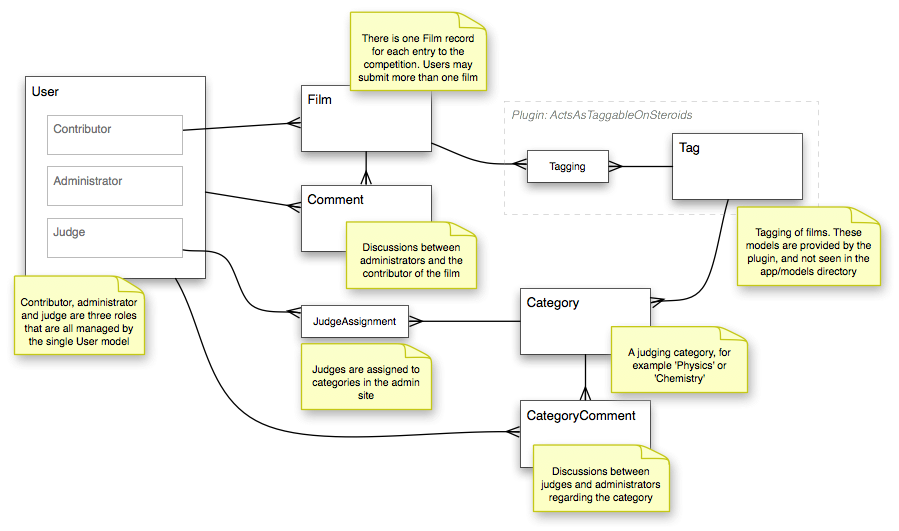 There is one Film record
for each entry to the
competition. Users may
submit more than one film
User
Contributor
Administrator
Judge
Contributor, administrator
and judge are three roles
that are all managed by
the single User model
Film
Comment
Discussions between
administrators and the
contributor of the film
Plugin: ActsAsTaggableOnSteroids
Tagging
Tag
Tagging of films. These
models are provided by the
plugin, and not seen in the
app/models directory
JudgeAssignment
Judges are assigned to
categories in the admin
site
Category
A judging category, for
example 'Physics' or
'Chemistry'
CategoryComment
Discussions between
judges and administrators
regarding the category